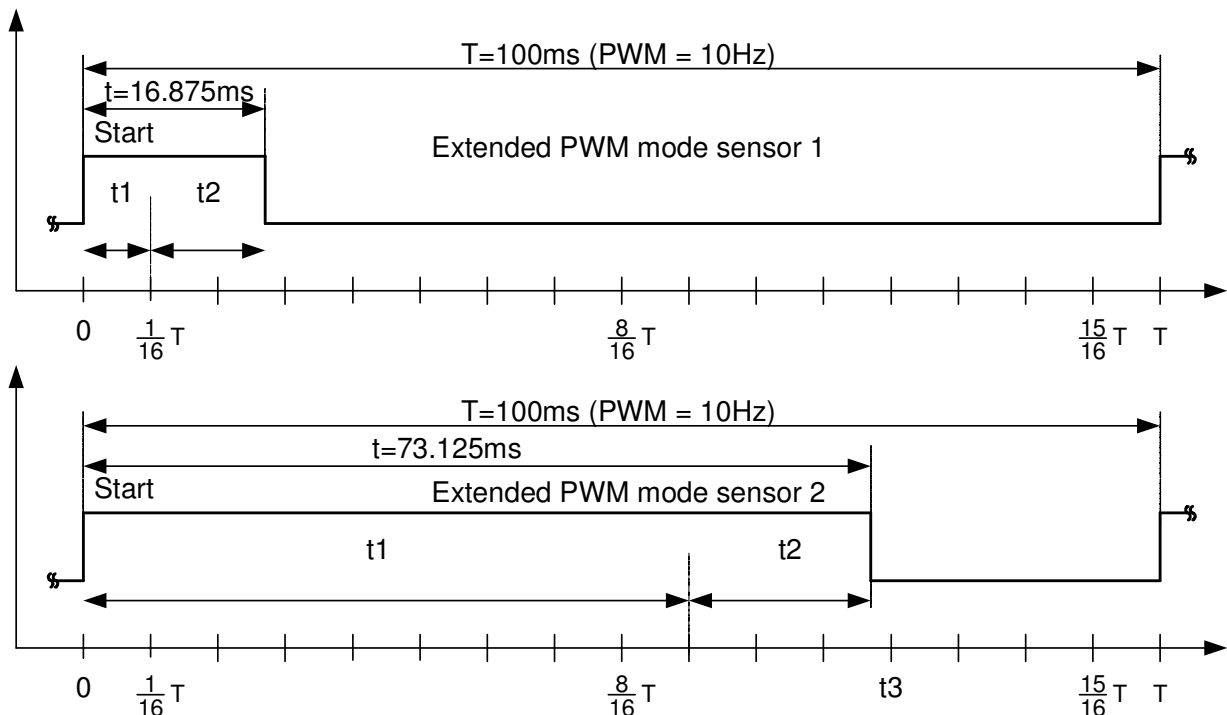 T=100ms (PWM = 10Hz)
t=16.875ms
Start
Extended PWM mode sensor 1
t1 t2
0 1/16 T 8/16 T 15/16 T T
T=100ms (PWM = 10Hz)
t=73.125ms
Start Extended PWM mode sensor 2
t1 t2
0 1/16 T 8/16 T t3 15/16 T T